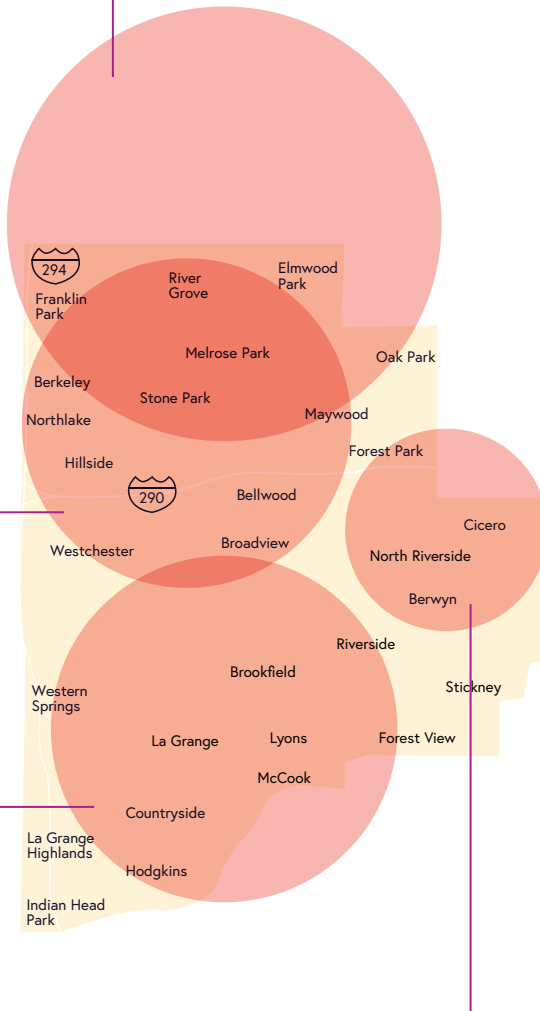 294
River
Grove
Elmwood
Park
Franklin
Park
Melrose Park
Oak Park
Berkeley
Stone Park
Maywood
Northlake
Forest Park
Hillside
290
Bellwood
Cicero
Broadview
Westchester
North Riverside
Berwyn
Riverside
Brookfield
Stickney
Western
Springs
La Grange
Lyons
Forest View
McCook
Countryside
La Grange
Highlands
Hodgkins
Indian Head
Park